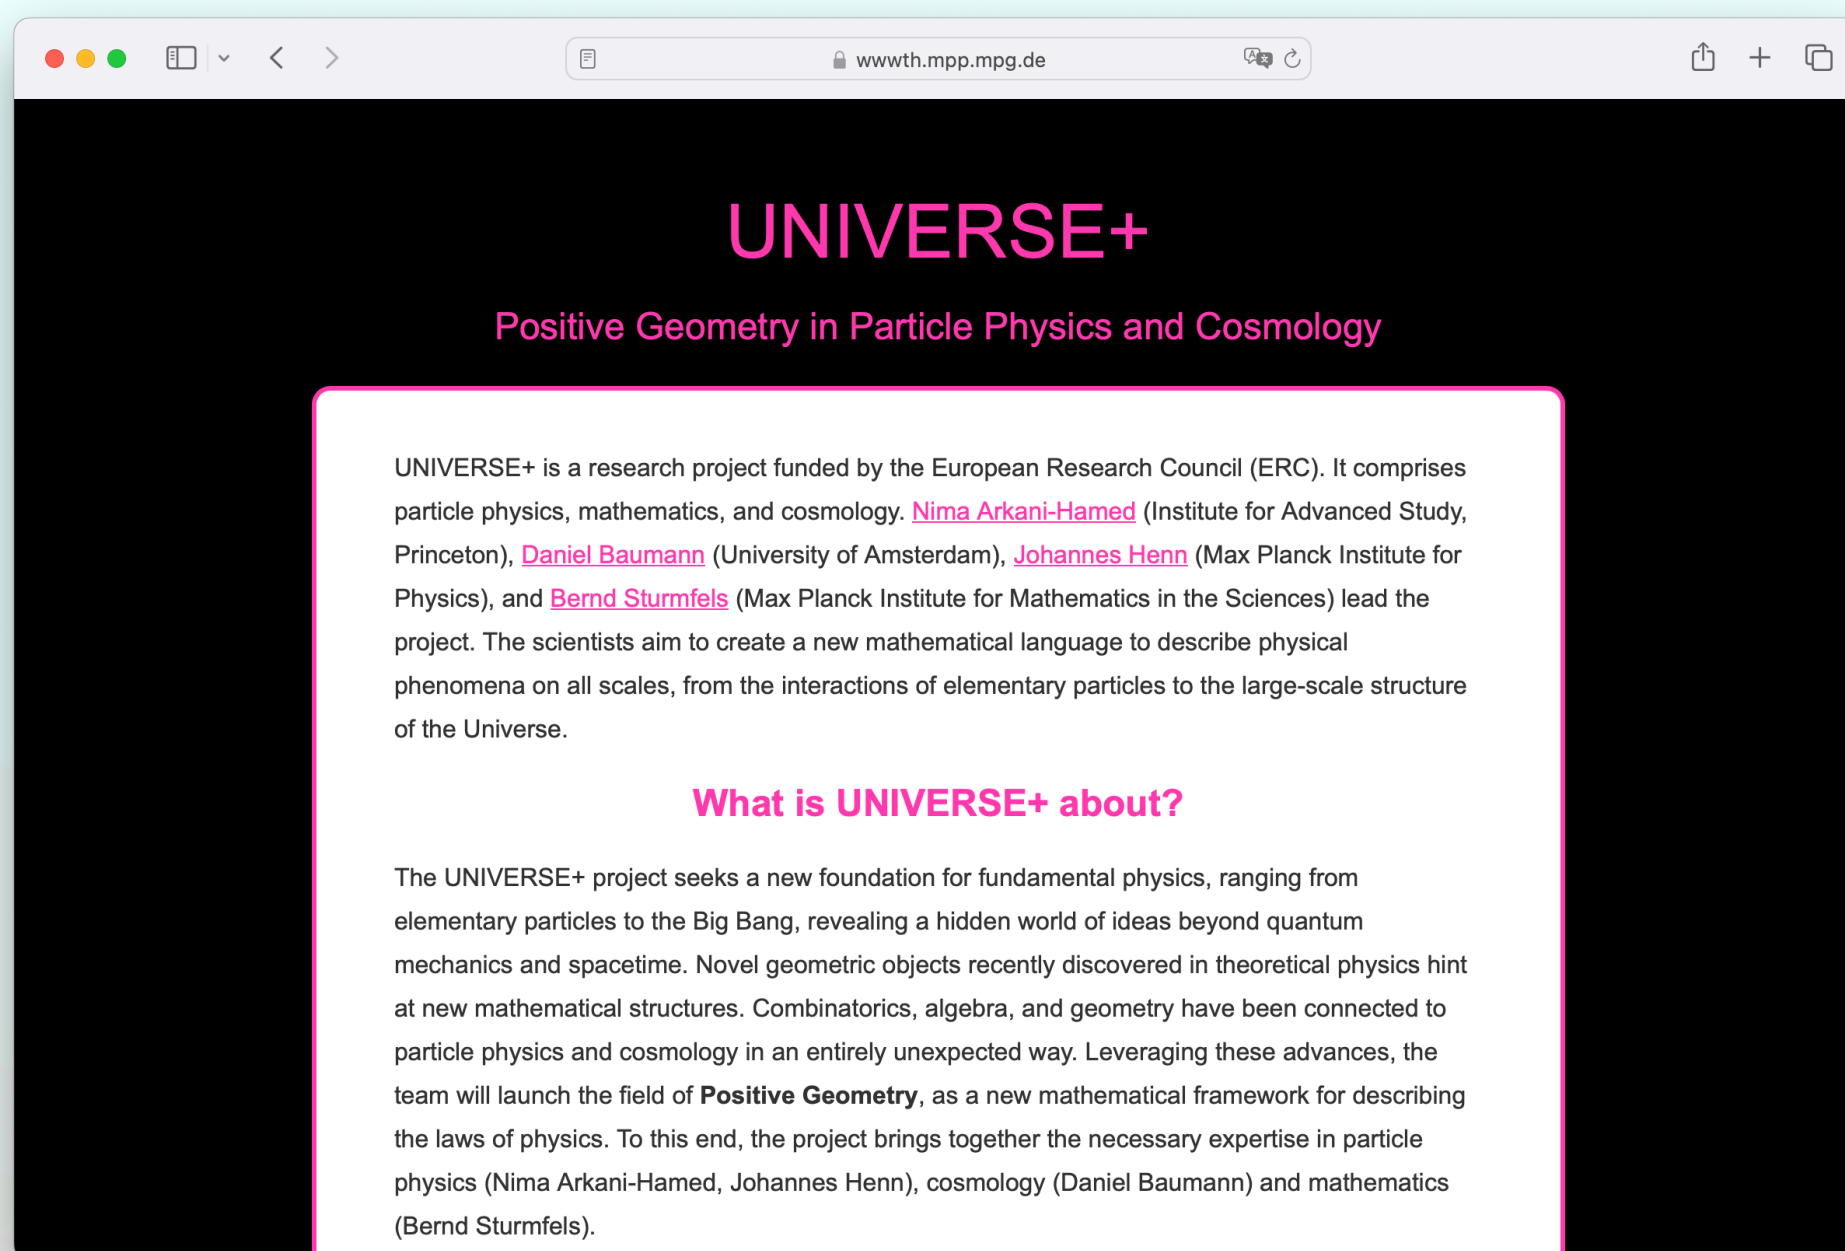 wwwth.mpp.mpg.de
UNIVERSE+
Positive Geometry in Particle Physics and Cosmology
UNIVERSE+ is a research project funded by the European Research Council (ERC). It comprises
particle physics, mathematics, and cosmology. Nima Arkani-Hamed (Institute for Advanced Study,
Princeton), Daniel Baumann (University of Amsterdam), Johannes Henn (Max Planck Institute for
Physics), and Bernd Sturmfels (Max Planck Institute for Mathematics in the Sciences) lead the
project. The scientists aim to create a new mathematical language to describe physical
phenomena on all scales, from the interactions of elementary particles to the large-scale structure
of the Universe.
What is UNIVERSE+ about?
The UNIVERSE+ project seeks a new foundation for fundamental physics, ranging from
elementary particles to the Big Bang, revealing a hidden world of ideas beyond quantum
mechanics and spacetime. Novel geometric objects recently discovered in theoretical physics hint
at new mathematical structures. Combinatorics, algebra, and geometry have been connected to
particle physics and cosmology in an entirely unexpected way. Leveraging these advances, the
team will launch the field of Positive Geometry, as a new mathematical framework for describing
the laws of physics. To this end, the project brings together the necessary expertise in particle
physics (Nima Arkani-Hamed, Johannes Henn), cosmology (Daniel Baumann) and mathematics
(Bernd Sturmfels).